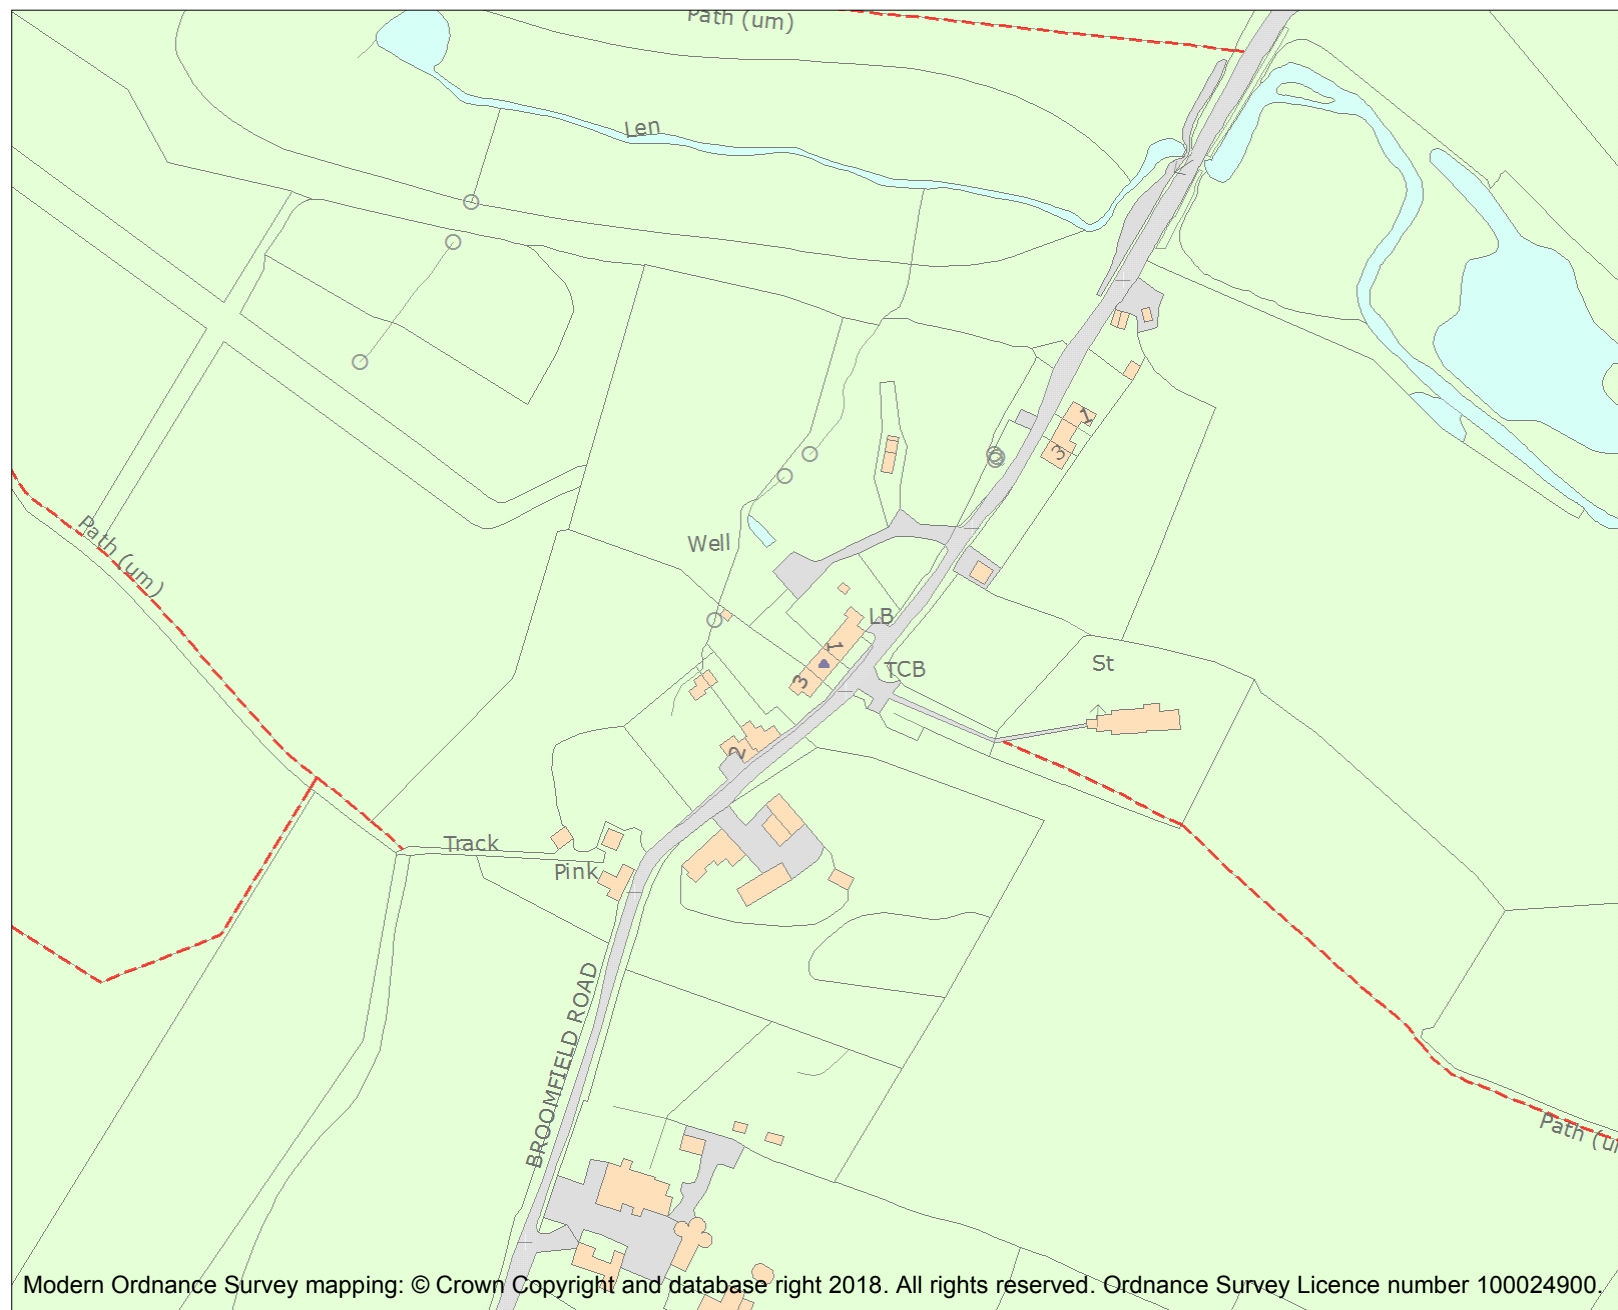 Path (um)
Len
1
3
Path (um)
Well
LB
1
3
TCB
St
2
Track
Pink
BROOMFIELD ROAD
Path (u
Modern Ordnance Survey mapping: © Crown Copyright and database right 2018. All rights reserved. Ordnance Survey Licence number 100024900.